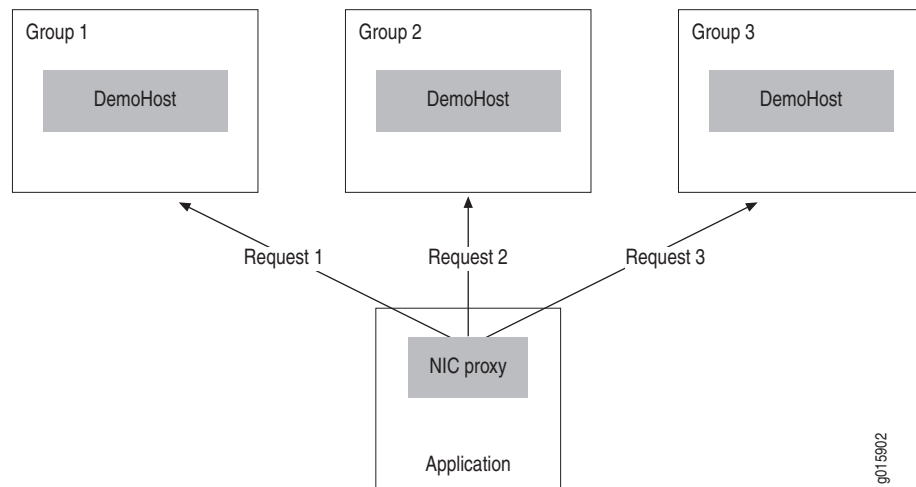 Group 1
Group 2
Group 3
DemoHost
DemoHost
DemoHost
Request 1
Request 2
Request 3
NIC proxy
Application
g015902